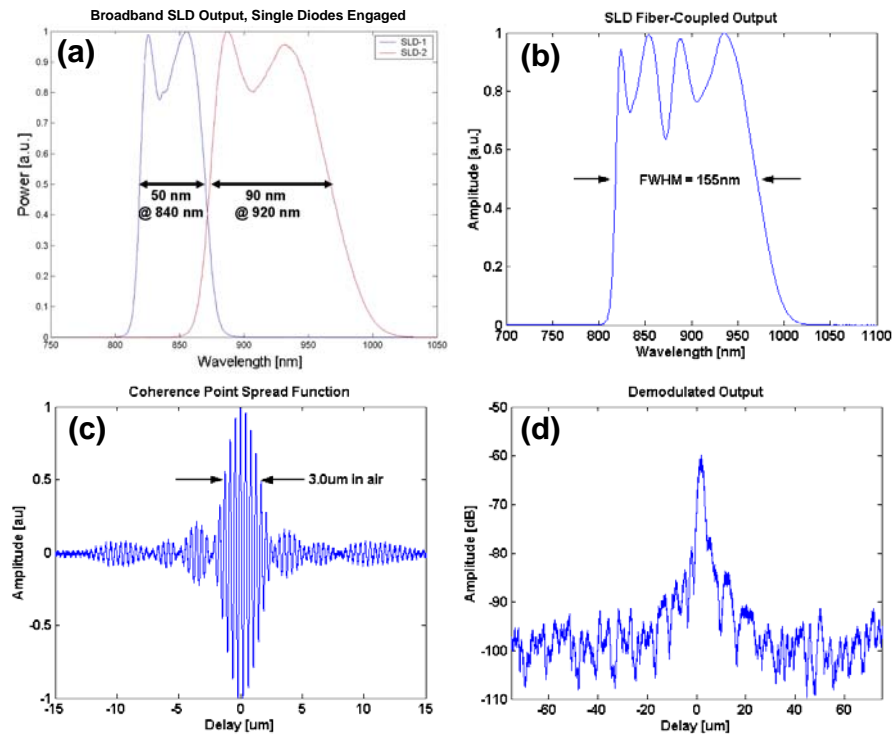 Broadband SLD Output, Single Diodes Engaged
(a)
SLD-1
SLD-2
Power [a.u.]
1
0.9
0.8
0.7
0.6
0.5
0.4
0.3
0.2
0.1
0
50 nm
@ 840 nm
90 nm
@ 920 nm
750 800 850 900 950 1000 1050
Wavelength [nm]
SLD Fiber-Coupled Output
(b)
Amplitude [a.u.]
1
0.8
0.6
0.4
0.2
0
FWHM = 155nm
700 750 800 850 900 950 1000 1050 1100
Wavelength [nm]
Coherence Point Spread Function
(c)
Amplitude [au]
1
0.5
0
-0.5
-1
3.0um in air
-15 -10 -5 0 5 10 15
Delay [um]
Demodulated Output
(d)
Amplitude [dB]
-50
-60
-70
-80
-90
-100
-110
-60 -40 -20 0 20 40 60
Delay [um]